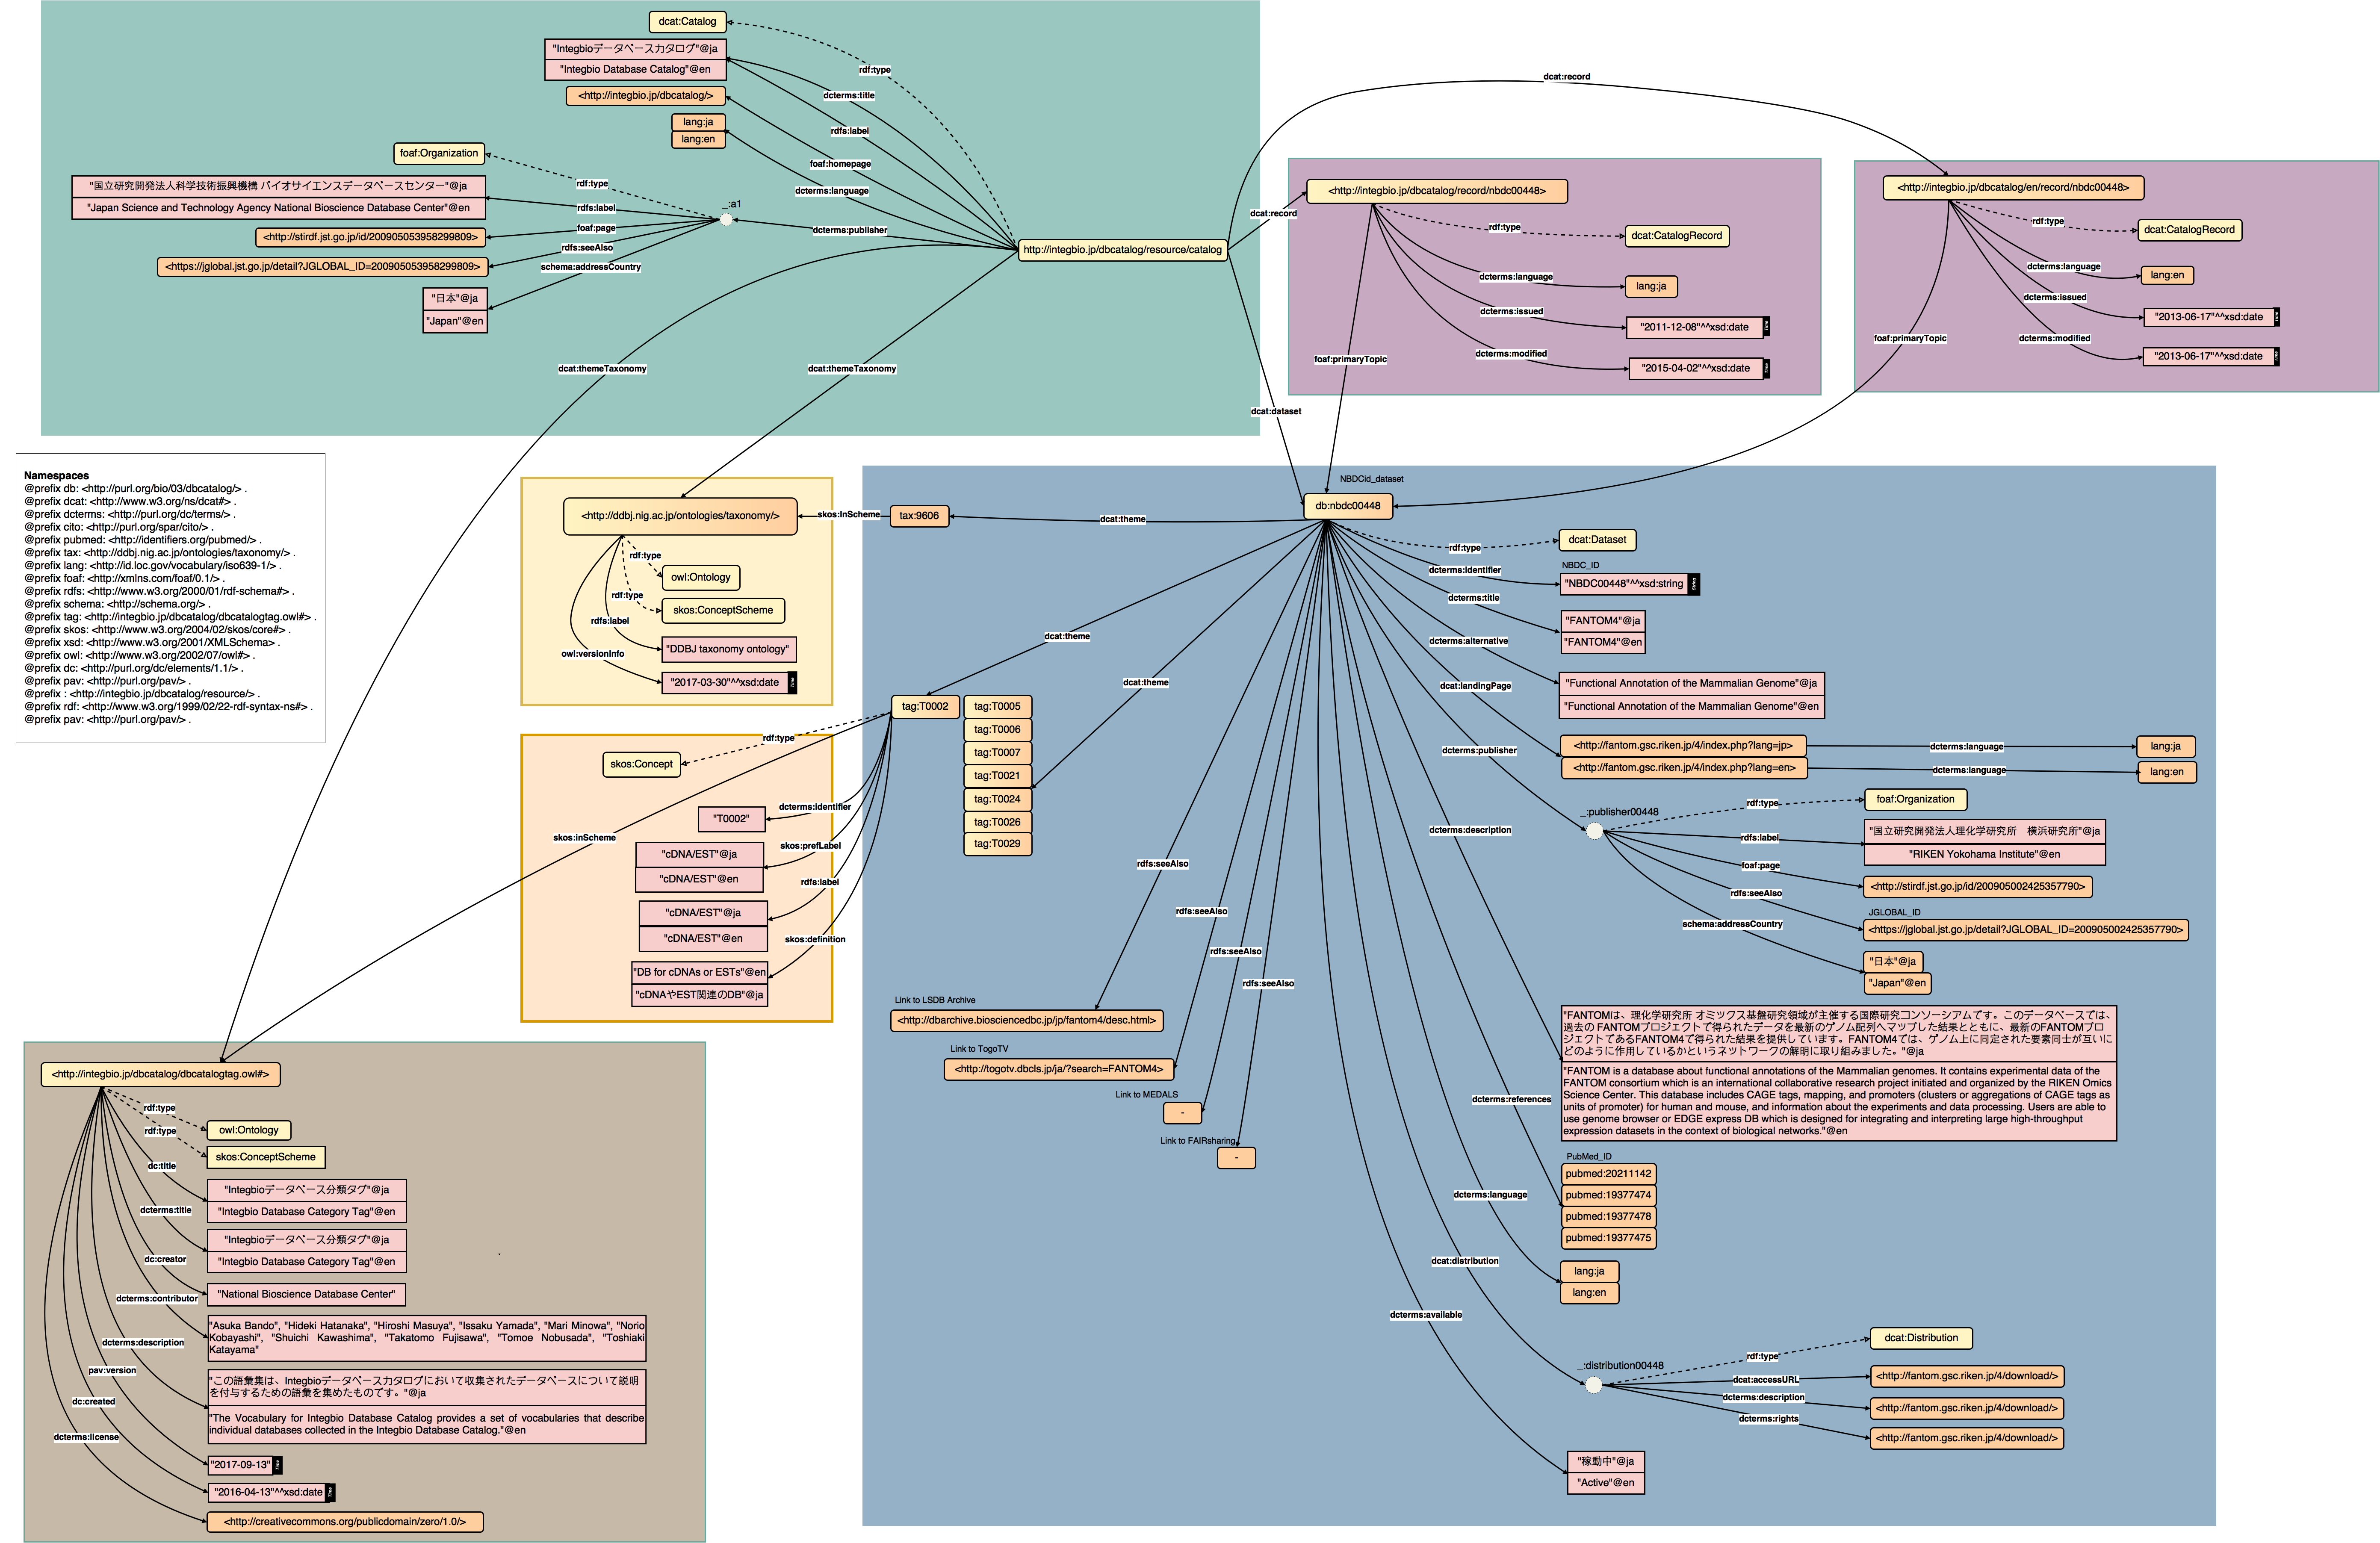 dcat:Catalog
"Integbioデータベースカタログ"@ja
"Integbio Database Catalog"@en
<http://integbio.jp/dbcatalog/>
lang:ja
lang:en
rdf:type
dcterms:title
rdfs:label
foaf:homepage
dcterms:language
foaf:Organization
"国立研究開発法人科学技術振興機構 バイオサイエンスデータベースセンター"@ja
"Japan Science and Technology Agency National Bioscience Database Center"@en
<http://stirdf.jst.go.jp/id/200905053958299809>
<https://jglobal.jst.go.jp/detail?JGLOBAL_ID=200905053958299809>
"日本"@ja
"Japan"@en
rdf:type
_:a1
rdfs:label
foaf:page
rdfs:seeAlso
schema:addressCountry
dcterms:publisher
http://integbio.jp/dbcatalog/resource/catalog
dcat:themeTaxonomy
dcat:themeTaxonomy
dcat:record
dcat:record
dcat:dataset
<http://integbio.jp/dbcatalog/record/nbdc00448>
rdf:type
dcat:CatalogRecord
dcterms:language
lang:ja
dcterms:issued
"2011-12-08"^^xsd:date
Time
dcterms:modified
"2015-04-02"^^xsd:date
Time
foaf:primaryTopic
<http://integbio.jp/dbcatalog/en/record/nbdc00448>
rdf:type
dcat:CatalogRecord
dcterms:language
lang:en
dcterms:issued
"2013-06-17"^^xsd:date
Time
dcterms:modified
"2013-06-17"^^xsd:date
Time
foaf:primaryTopic
Namespaces
@prefix db: <http://purl.org/bio/03/dbcatalog/> .
@prefix dcat: <http://www.w3.org/ns/dcat#> .
@prefix dcterms: <http://purl.org/dc/terms/> .
@prefix cito: <http://purl.org/spar/cito/> .
@prefix pubmed: <http://identifiers.org/pubmed/> .
@prefix tax: <http://ddbj.nig.ac.jp/ontologies/taxonomy/> .
@prefix lang: <http://id.loc.gov/vocabulary/iso639-1/> .
@prefix foaf: <http://xmlns.com/foaf/0.1/> .
@prefix rdfs: <http://www.w3.org/2000/01/rdf-schema#> .
@prefix schema: <http://schema.org/> .
@prefix tag: <http://integbio.jp/dbcatalog/dbcatalogtag.owl#> .
@prefix skos: <http://www.w3.org/2004/02/skos/core#> .
@prefix xsd: <http://www.w3.org/2001/XMLSchema> .
@prefix owl: <http://www.w3.org/2002/07/owl#> .
@prefix dc: <http://purl.org/dc/elements/1.1/> .
@prefix pav: <http://purl.org/pav/> .
@prefix : <http://integbio.jp/dbcatalog/resource/> .
@prefix rdf: <http://www.w3.org/1999/02/22-rdf-syntax-ns#> .
@prefix pav: <http://purl.org/pav/> .
<http://ddbj.nig.ac.jp/ontologies/taxonomy/>
skos:InScheme
tax:9606
dcat:theme
rdf:type
owl:Ontology
rdf:type
skos:ConceptScheme
rdfs:label
"DDBJ taxonomy ontology"
owl:versionInfo
"2017-03-30"^^xsd:date
Time
NBDCid_dataset
db:nbdc00448
rdf:type
dcat:Dataset
NBDC_ID
dcterms:identifier
"NBDC00448"^^xsd:string
String
dcterms:title
"FANTOM4"@ja
"FANTOM4"@en
dcterms:alternative
"Functional Annotation of the Mammalian Genome"@ja
"Functional Annotation of the Mammalian Genome"@en
dcat:landingPage
<http://fantom.gsc.riken.jp/4/index.php?lang=jp>
dcterms:language
lang:ja
<http://fantom.gsc.riken.jp/4/index.php?lang=en>
dcterms:language
lang:en
dcterms:publisher
_:publisher00448
rdf:type
foaf:Organization
rdfs:label
"国立研究開発法人理化学研究所　横浜研究所"@ja
"RIKEN Yokohama Institute"@en
foaf:page
<http://stirdf.jst.go.jp/id/200905002425357790>
rdfs:seeAlso
JGLOBAL_ID
<https://jglobal.jst.go.jp/detail?JGLOBAL_ID=200905002425357790>
schema:addressCountry
"日本"@ja
"Japan"@en
dcat:theme
dcat:theme
tag:T0002
tag:T0005
tag:T0006
tag:T0007
tag:T0021
tag:T0024
tag:T0026
tag:T0029
rdf:type
skos:Concept
dcterms:identifier
"T0002"
skos:prefLabel
"cDNA/EST"@ja
"cDNA/EST"@en
rdfs:label
"cDNA/EST"@ja
"cDNA/EST"@en
skos:definition
"DB for cDNAs or ESTs"@en
"cDNAやEST関連のDB"@ja
skos:inScheme
dcterms:description
"FANTOMは、理化学研究所 オミックス基盤研究領域が主催する国際研究コンソーシアムです。このデータベースでは、
過去の FANTOMプロジェクトで得られたデータを最新のゲノム配列へマップした結果とともに、最新のFANTOMプロ
ジェクトであるFANTOM4で得られた結果を提供しています。FANTOM4では、ゲノム上に同定された要素同士が互いに
どのように作用しているかというネットワークの解明に取り組みました。"@ja
"FANTOM is a database about functional annotations of the Mammalian genomes. It contains experimental data of the
FANTOM consortium which is an international collaborative research project initiated and organized by the RIKEN Omics
Science Center. This database includes CAGE tags, mapping, and promoters (clusters or aggregations of CAGE tags as
units of promoter) for human and mouse, and information about the experiments and data processing. Users are able to
use genome browser or EDGE express DB which is designed for integrating and interpreting large high-throughput
expression datasets in the context of biological networks."@en
rdfs:seeAlso
rdfs:seeAlso
rdfs:seeAlso
rdfs:seeAlso
Link to LSDB Archive
<http://dbarchive.biosciencedbc.jp/jp/fantom4/desc.html>
Link to TogoTV
<http://togotv.dbcls.jp/ja/?search=FANTOM4>
Link to MEDALS
-
Link to FAIRsharing
-
dcterms:references
PubMed_ID
pubmed:20211142
pubmed:19377474
pubmed:19377478
pubmed:19377475
dcterms:language
lang:ja
lang:en
dcat:distribution
_:distribution00448
rdf:type
dcat:Distribution
dcat:accessURL
<http://fantom.gsc.riken.jp/4/download/>
dcterms:description
<http://fantom.gsc.riken.jp/4/download/>
dcterms:rights
<http://fantom.gsc.riken.jp/4/download/>
dcterms:available
"稼動中"@ja
"Active"@en
<http://integbio.jp/dbcatalog/dbcatalogtag.owl#>
rdf:type
owl:Ontology
rdf:type
skos:ConceptScheme
dc:title
"Integbioデータベース分類タグ"@ja
"Integbio Database Category Tag"@en
dcterms:title
"Integbioデータベース分類タグ"@ja
"Integbio Database Category Tag"@en
dc:creator
"National Bioscience Database Center"
dcterms:contributor
"Asuka Bando", "Hideki Hatanaka", "Hiroshi Masuya", "Issaku Yamada", "Mari Minowa", "Norio
Kobayashi", "Shuichi Kawashima", "Takatomo Fujisawa", "Tomoe Nobusada", "Toshiaki
Katayama"
dcterms:description
"この語彙集は、Integbioデータベースカタログにおいて収集されたデータベースについて説明
を付与するための語彙を集めたものです。"@ja
"The Vocabulary for Integbio Database Catalog provides a set of vocabularies that describe
individual databases collected in the Integbio Database Catalog."@en
pav:version
"2017-09-13"
Time
dc:created
"2016-04-13"^^xsd:date
Time
dcterms:license
<http://creativecommons.org/publicdomain/zero/1.0/>